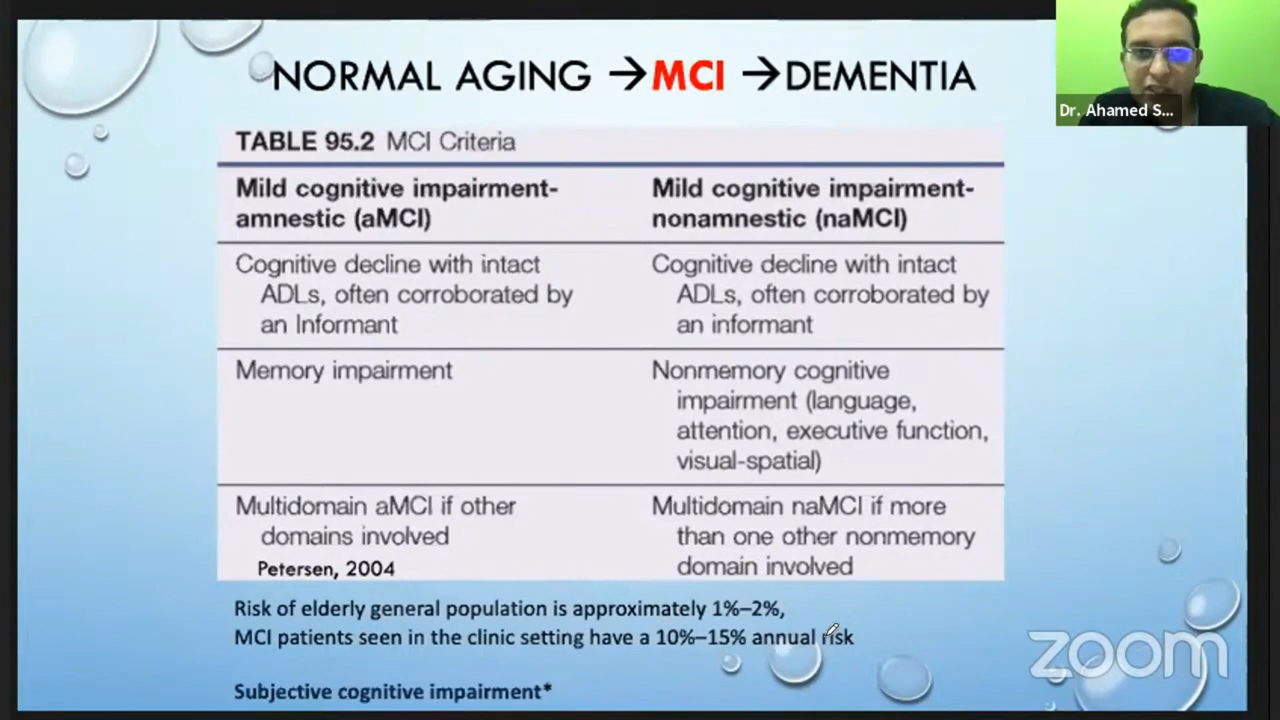 NORMAL AGING →MCI →DEMENTIA
Dr. Ahamed S...
TABLE 95.2 MCI Criteria
Mild cognitive impairment-
amnestic (aMCI)
Mild cognitive impairment-
nonamnestic (naMCI)
Cognitive decline with intact
ADLs, often corroborated by
an Informant
Cognitive decline with intact
ADLs, often corroborated by
an informant
Memory impairment
Nonmemory cognitive
impairment (language,
attention, executive function,
visual-spatial)
Multidomain aMCI if other
domains involved
Multidomain naMCI if more
than one other nonmemory
domain involved
Petersen, 2004
Risk of elderly general population is approximately 1%–2%,
MCI patients seen in the clinic setting have a 10%–15% annual risk
Subjective cognitive impairment*
zoom